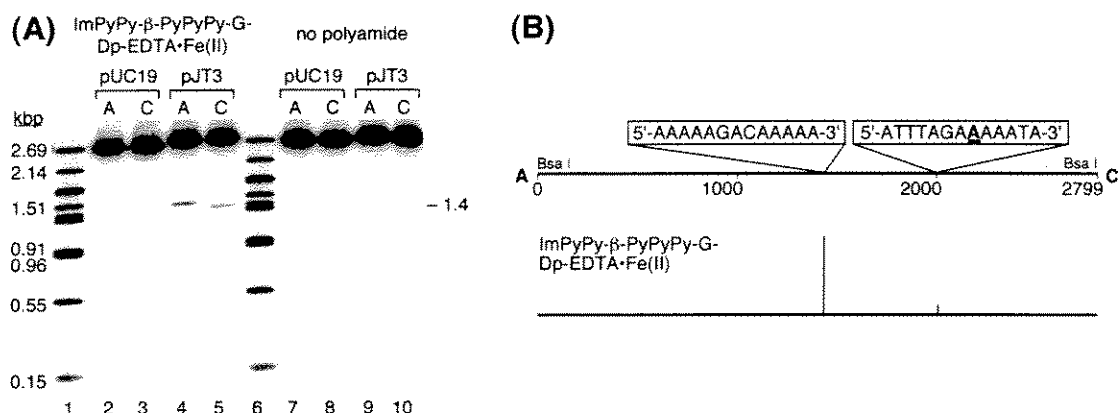 (A)
ImPyPy-β-PyPyPy-G-
Dp-EDTA•Fe(II)
no polyamide
pUC19 pJT3 pUC19 pJT3
kbp A C A C A C A C
2.69
2.14
1.51
0.91
0.96
0.55
0.15
– 1.4
1 2 3 4 5 6 7 8 9 10
(B)
5'-AAAAAGACAAAAA-3' 5'-ATTTAGAAAAATA-3'
Bsa I Bsa I
A C
0 1000 2000 2799
ImPyPy-β-PyPyPy-G-
Dp-EDTA•Fe(II)